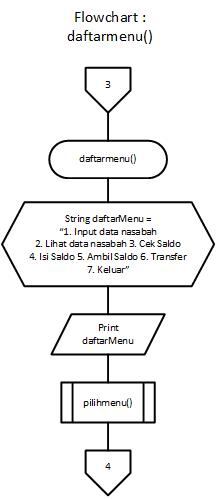 Flowchart :
daftarmenu()
3
daftarmenu()
String daftarMenu =
“1. Input data nasabah
2. Lihat data nasabah 3. Cek Saldo
4. Isi Saldo 5. Ambil Saldo 6. Transfer
7. Keluar”
Print
daftarMenu
pilihmenu()
4